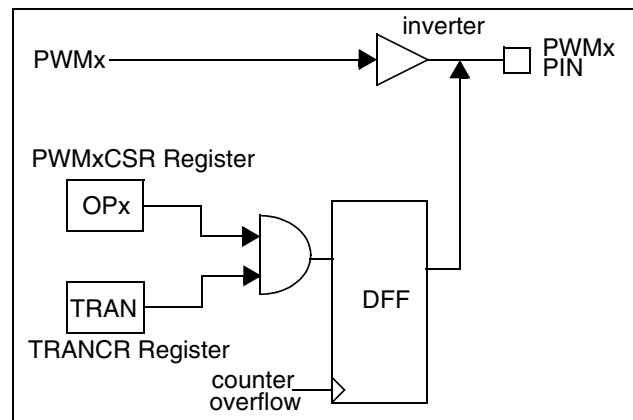 inverter
PWMx
PWMx
PIN
PWMxCSR Register
OPx
TRAN
DFF
TRANCR Register
counter
overflow